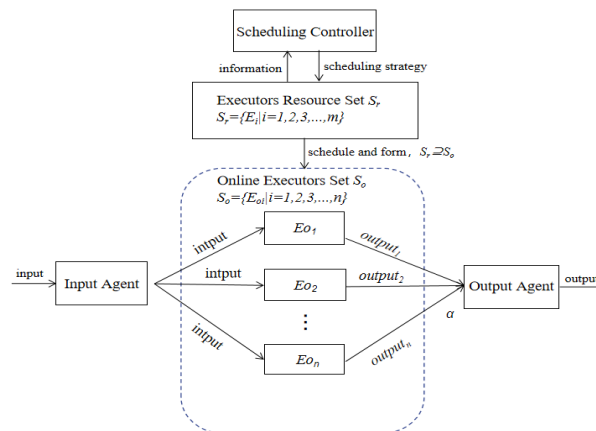 Scheduling Controller
information
scheduling strategy
Executors Resource Set Sr
Sr={Ei|i=1,2,3,...,m}
schedule and form, Sr⊇So
Online Executors Set So
So={Eoi|i=1,2,3,...,n}
input
Input Agent
intput
Eo1
output1
intput
Eo2
output2
⋮
intput
Eon
outputn
α
Output Agent
output